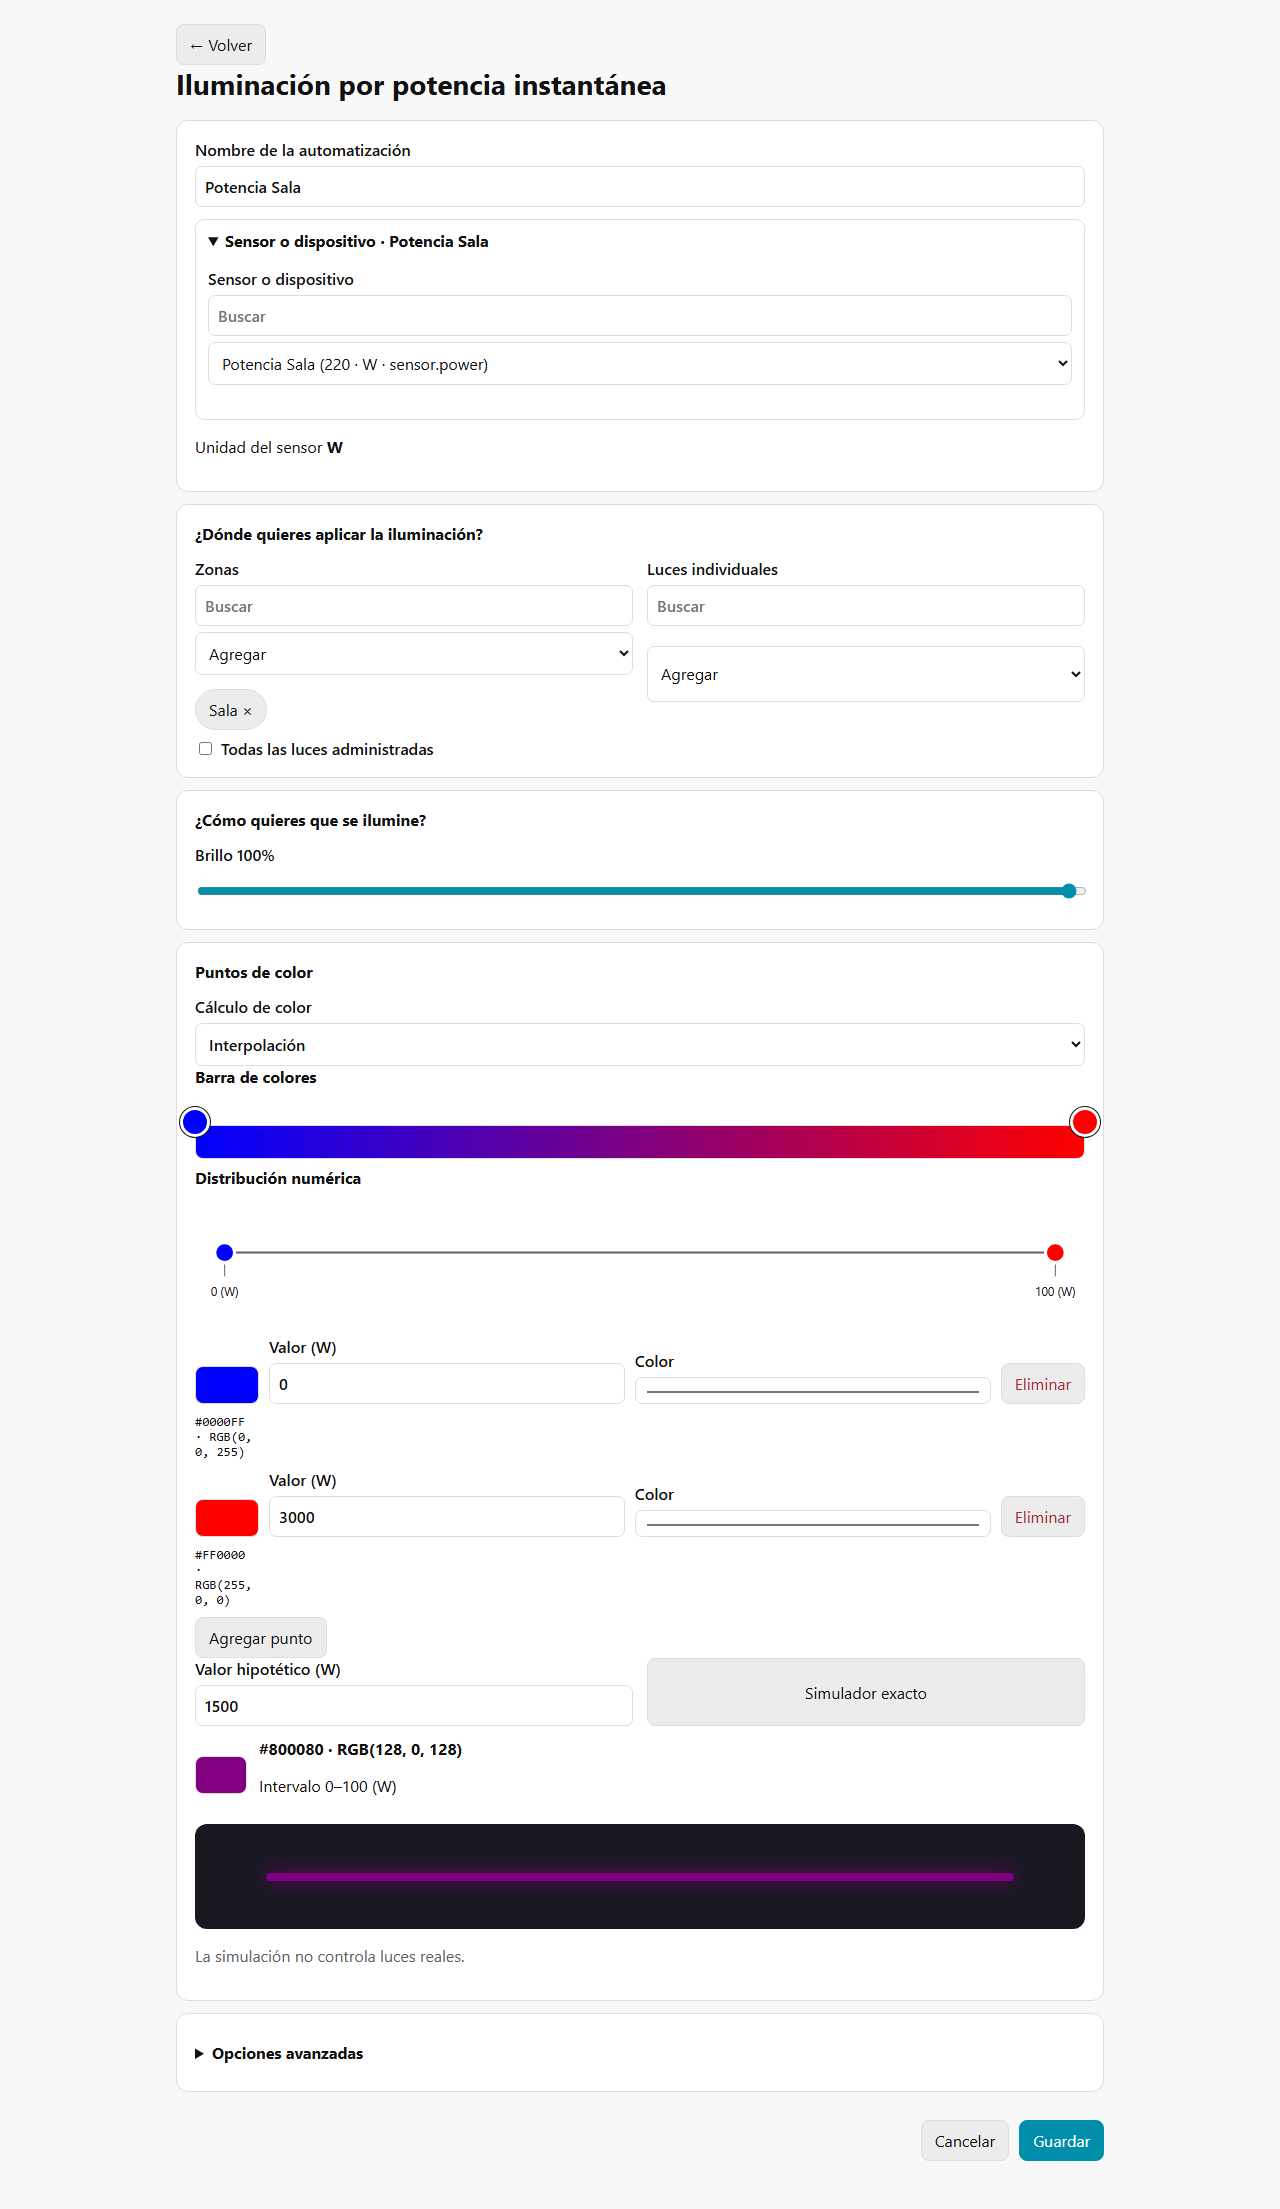 ← Volver
Iluminación por potencia instantánea
Nombre de la automatización
Potencia Sala
▼ Sensor o dispositivo · Potencia Sala
Sensor o dispositivo
Buscar
Potencia Sala (220 · W · sensor.power)
Unidad del sensor W
¿Dónde quieres aplicar la iluminación?
Zonas
Luces individuales
Buscar
Buscar
Agregar
Agregar
Sala ×
Todas las luces administradas
¿Cómo quieres que se ilumine?
Brillo 100%
Puntos de color
Cálculo de color
Interpolación
Barra de colores
Distribución numérica
0 (W)
100 (W)
Valor (W)
Color
0
Eliminar
#0000FF
· RGB(0,
0, 255)
Valor (W)
Color
3000
Eliminar
#FF0000
·
RGB(255,
0, 0)
Agregar punto
Valor hipotético (W)
1500
Simulador exacto
#800080 · RGB(128, 0, 128)
Intervalo 0–100 (W)
La simulación no controla luces reales.
▶ Opciones avanzadas
Cancelar
Guardar